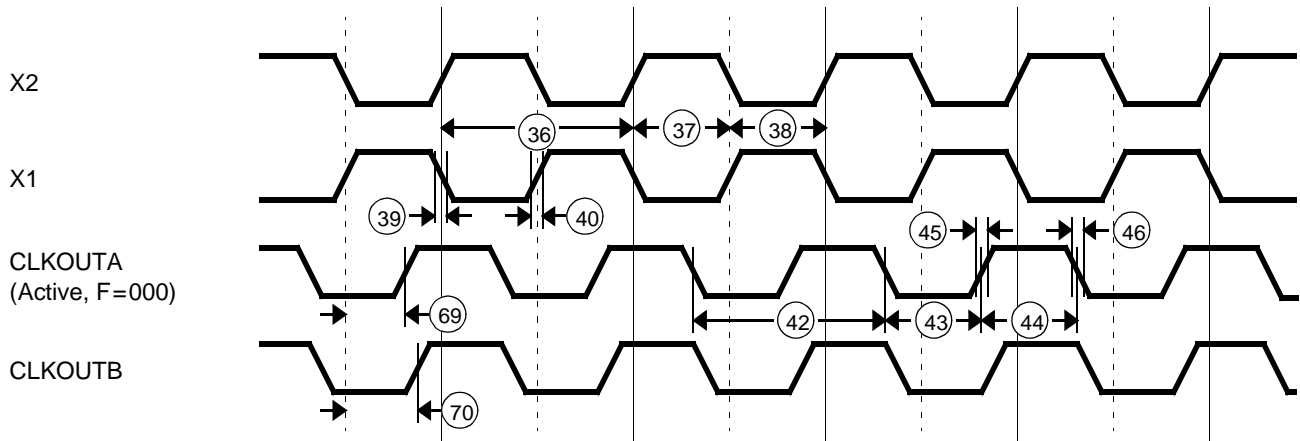 X2
36
37
38
X1
39
40
45
46
CLKOUTA
(Active, F=000)
69
42
43
44
CLKOUTB
70